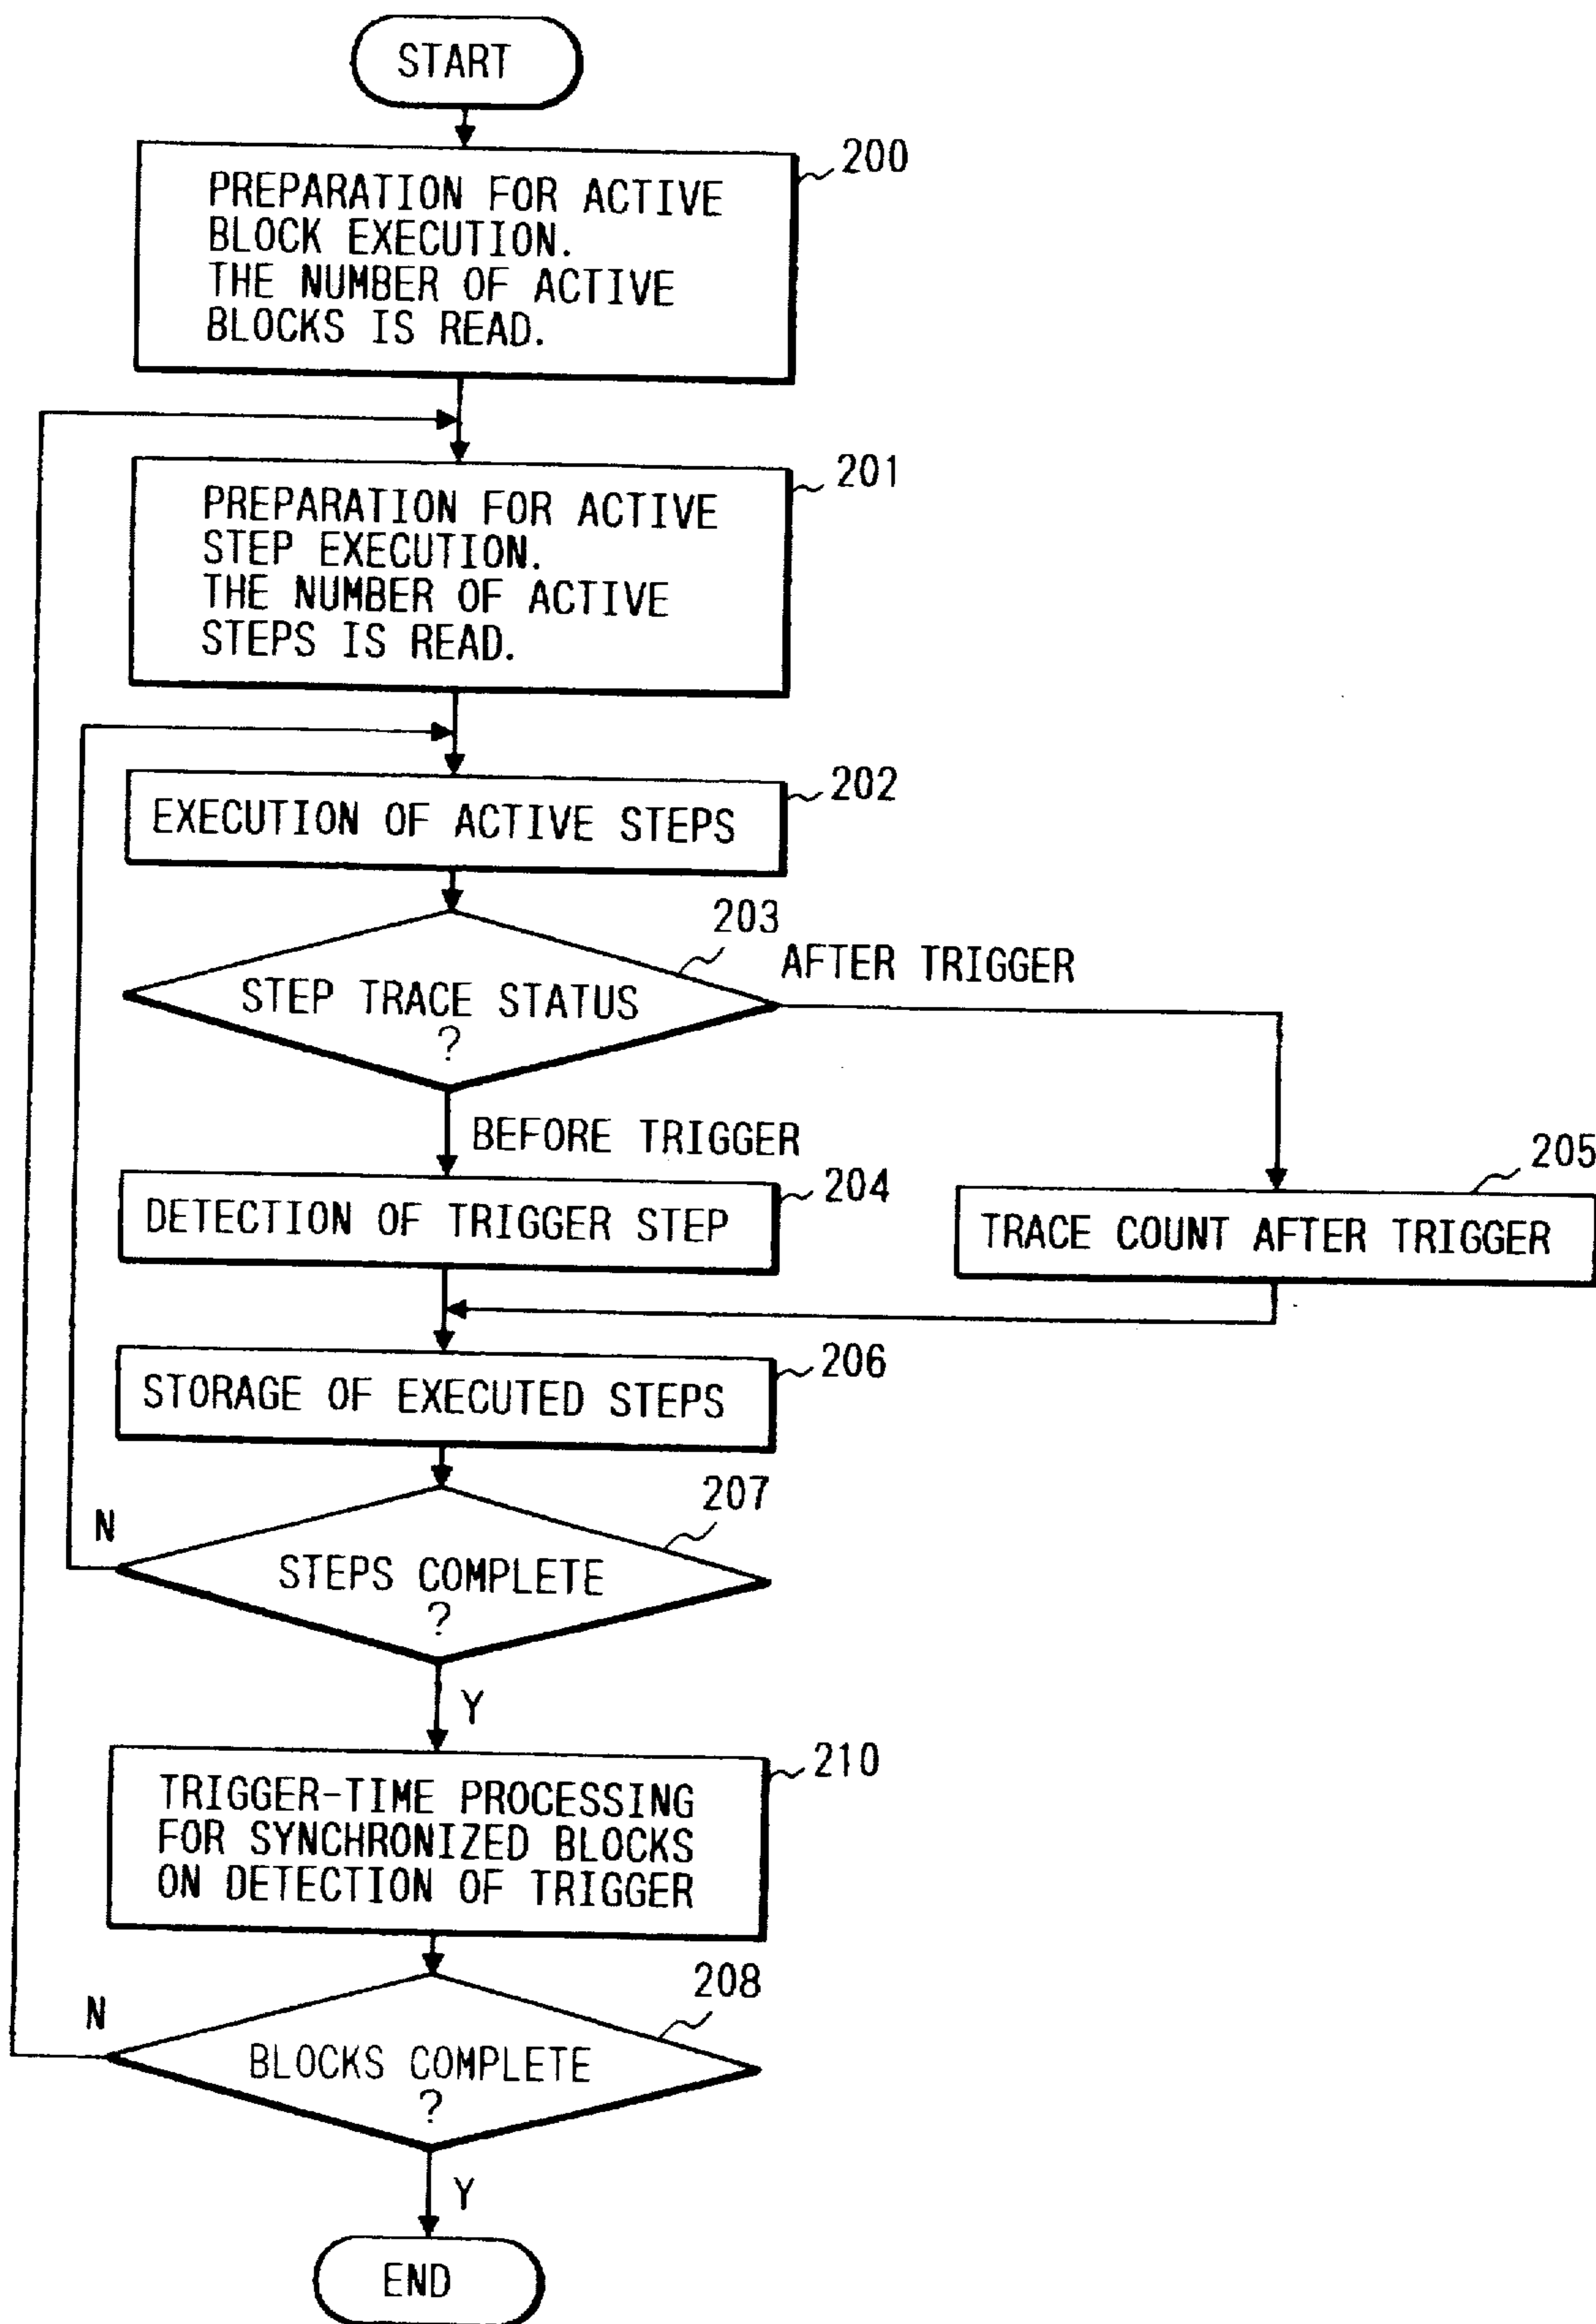 START
200
PREPARATION FOR ACTIVE
BLOCK EXECUTION.
THE NUMBER OF ACTIVE
BLOCKS IS READ.
201
PREPARATION FOR ACTIVE
STEP EXECUTION.
THE NUMBER OF ACTIVE
STEPS IS READ.
202
EXECUTION OF ACTIVE STEPS
203
AFTER TRIGGER
STEP TRACE STATUS
?
BEFORE TRIGGER
204
DETECTION OF TRIGGER STEP
205
TRACE COUNT AFTER TRIGGER
206
STORAGE OF EXECUTED STEPS
207
N
STEPS COMPLETE
?
Y
210
TRIGGER-TIME PROCESSING
FOR SYNCHRONIZED BLOCKS
ON DETECTION OF TRIGGER
208
N
BLOCKS COMPLETE
?
Y
END